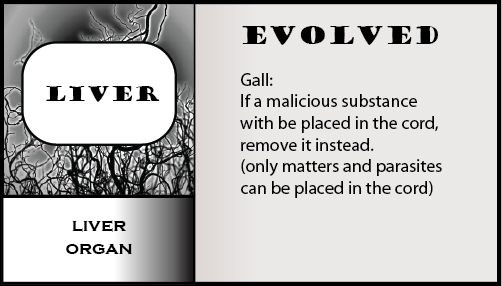 LIVER
LIVER
ORGAN
EVOLVED
Gall:
If a malicious substance
with be placed in the cord,
remove it instead.
(only matters and parasites
can be placed in the cord)